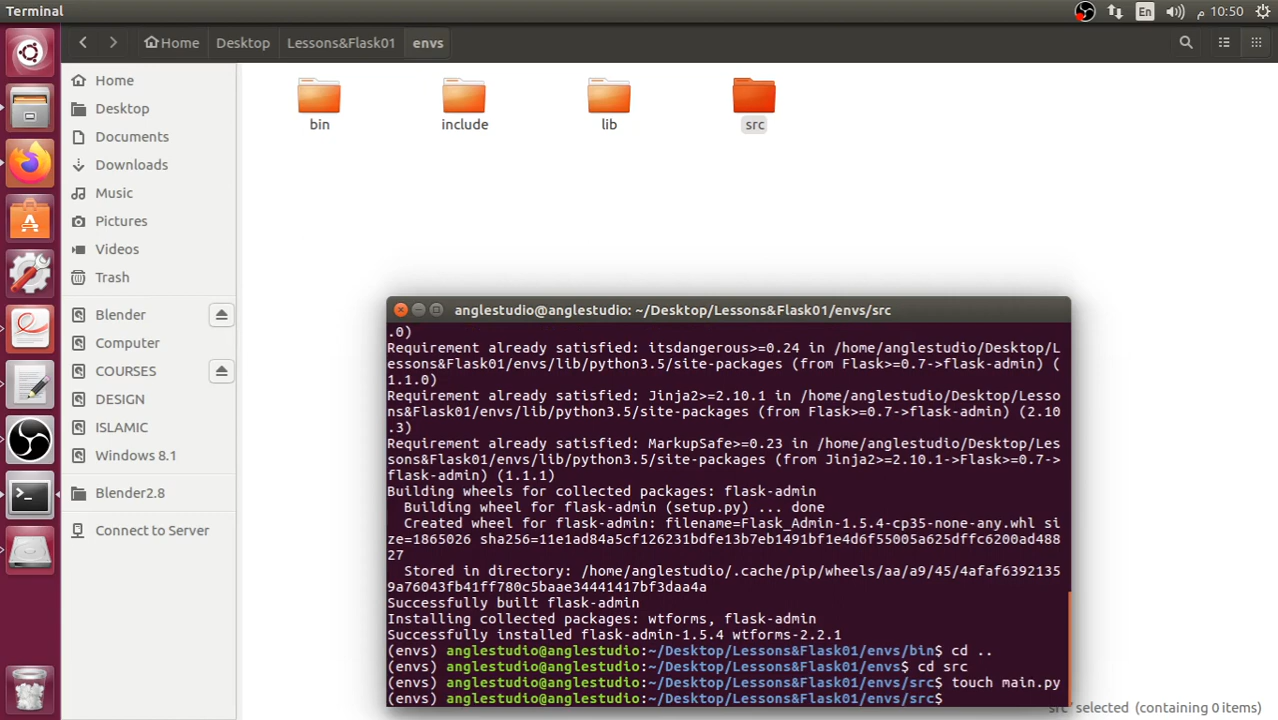 Terminal
En
10:50 م
Home
Desktop
Lessons&Flask01
envs
Home
Desktop
Documents
Downloads
Music
Pictures
Videos
Trash
Blender
Computer
COURSES
DESIGN
ISLAMIC
Windows 8.1
Blender2.8
Connect to Server
bin
include
lib
src
anglestudio@anglestudio: ~/Desktop/Lessons&Flask01/envs/src
.0)
Requirement already satisfied: itsdangerous>=0.24 in /home/anglestudio/Desktop/L
essons&Flask01/envs/lib/python3.5/site-packages (from Flask>=0.7->flask-admin) (
1.1.0)
Requirement already satisfied: Jinja2>=2.10.1 in /home/anglestudio/Desktop/Lesso
ns&Flask01/envs/lib/python3.5/site-packages (from Flask>=0.7->flask-admin) (2.10
.3)
Requirement already satisfied: MarkupSafe>=0.23 in /home/anglestudio/Desktop/Les
sons&Flask01/envs/lib/python3.5/site-packages (from Jinja2>=2.10.1->Flask>=0.7->
flask-admin) (1.1.1)
Building wheels for collected packages: flask-admin
Building wheel for flask-admin (setup.py) ... done
Created wheel for flask-admin: filename=Flask_Admin-1.5.4-cp35-none-any.whl si
ze=1865026 sha256=11e1ad84a5cf126231bdfe13b7eb1491bf1e4d6f55005a625dffc6200ad488
27
Stored in directory: /home/anglestudio/.cache/pip/wheels/aa/a9/45/4afaf6392135
9a76043fb41ff780c5baae34441417bf3daa4a
Successfully built flask-admin
Installing collected packages: wtforms, flask-admin
Successfully installed flask-admin-1.5.4 wtforms-2.2.1
(envs) anglestudio@anglestudio:~/Desktop/Lessons&Flask01/envs/bin$ cd ..
(envs) anglestudio@anglestudio:~/Desktop/Lessons&Flask01/envs$ cd src
(envs) anglestudio@anglestudio:~/Desktop/Lessons&Flask01/envs/src$ touch main.py
(envs) anglestudio@anglestudio:~/Desktop/Lessons&Flask01/envs/src$
"src" selected (containing 0 items)